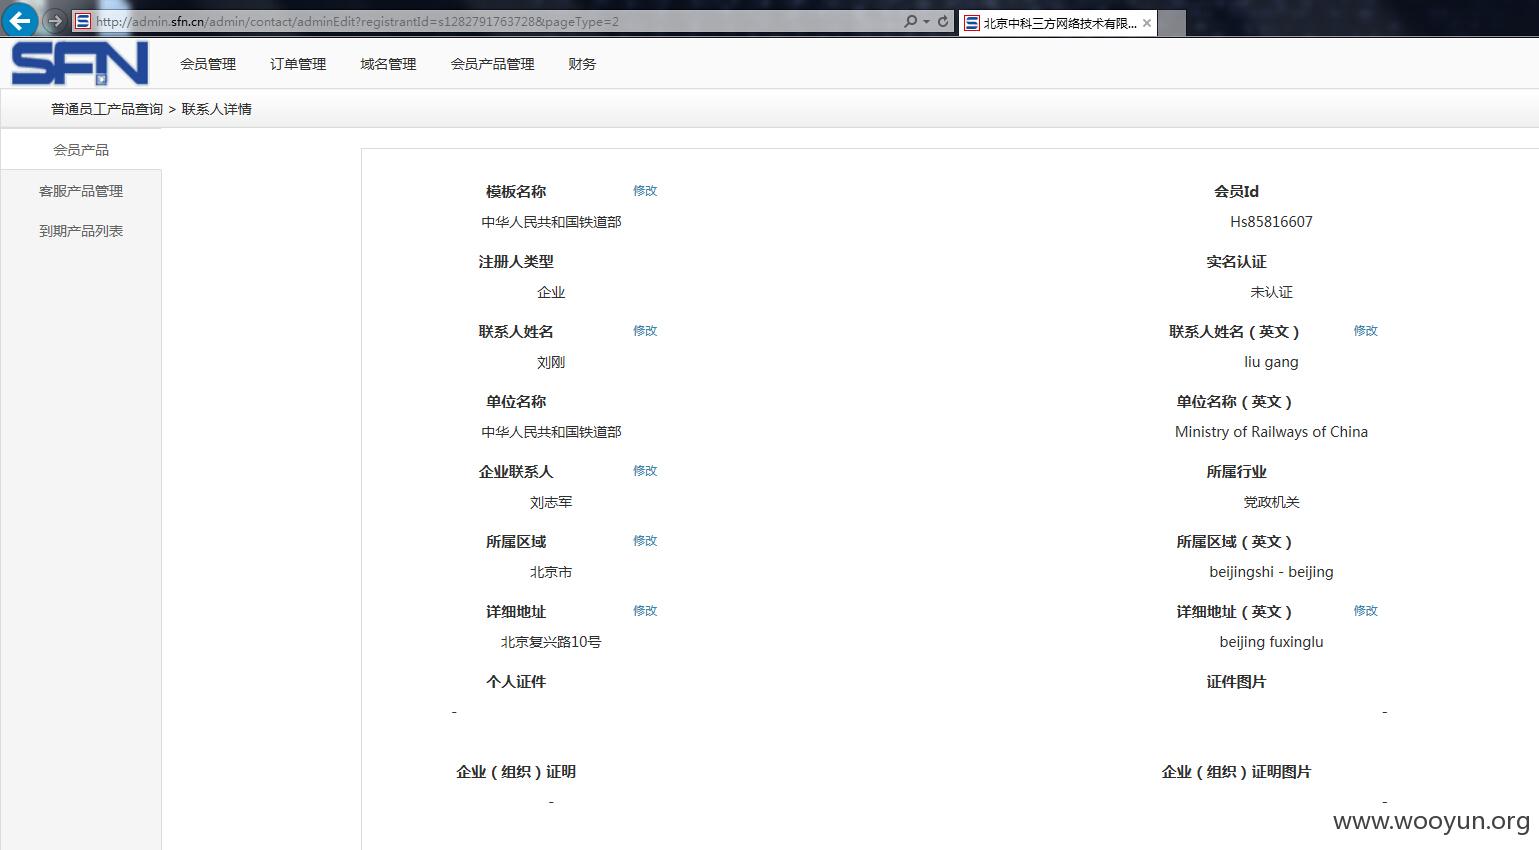 http://admin.sfn.cn/admin/contact/adminEdit?registrantId=s1282791763728&pageType=2
北京中科三方网络技术有限...
SFN
会员管理 订单管理 域名管理 会员产品管理 财务
普通员工产品查询 > 联系人详情
会员产品
客服产品管理
到期产品列表
模板名称 修改 会员Id
中华人民共和国铁道部 Hs85816607
注册人类型 实名认证
企业 未认证
联系人姓名 修改 联系人姓名（英文） 修改
刘刚 liu gang
单位名称 单位名称（英文）
中华人民共和国铁道部 Ministry of Railways of China
企业联系人 修改 所属行业
刘志军 党政机关
所属区域 修改 所属区域（英文）
北京市 beijingshi - beijing
详细地址 修改 详细地址（英文） 修改
北京复兴路10号 beijing fuxinglu
个人证件 证件图片
- -
企业（组织）证明 企业（组织）证明图片
- -
www.wooyun.org